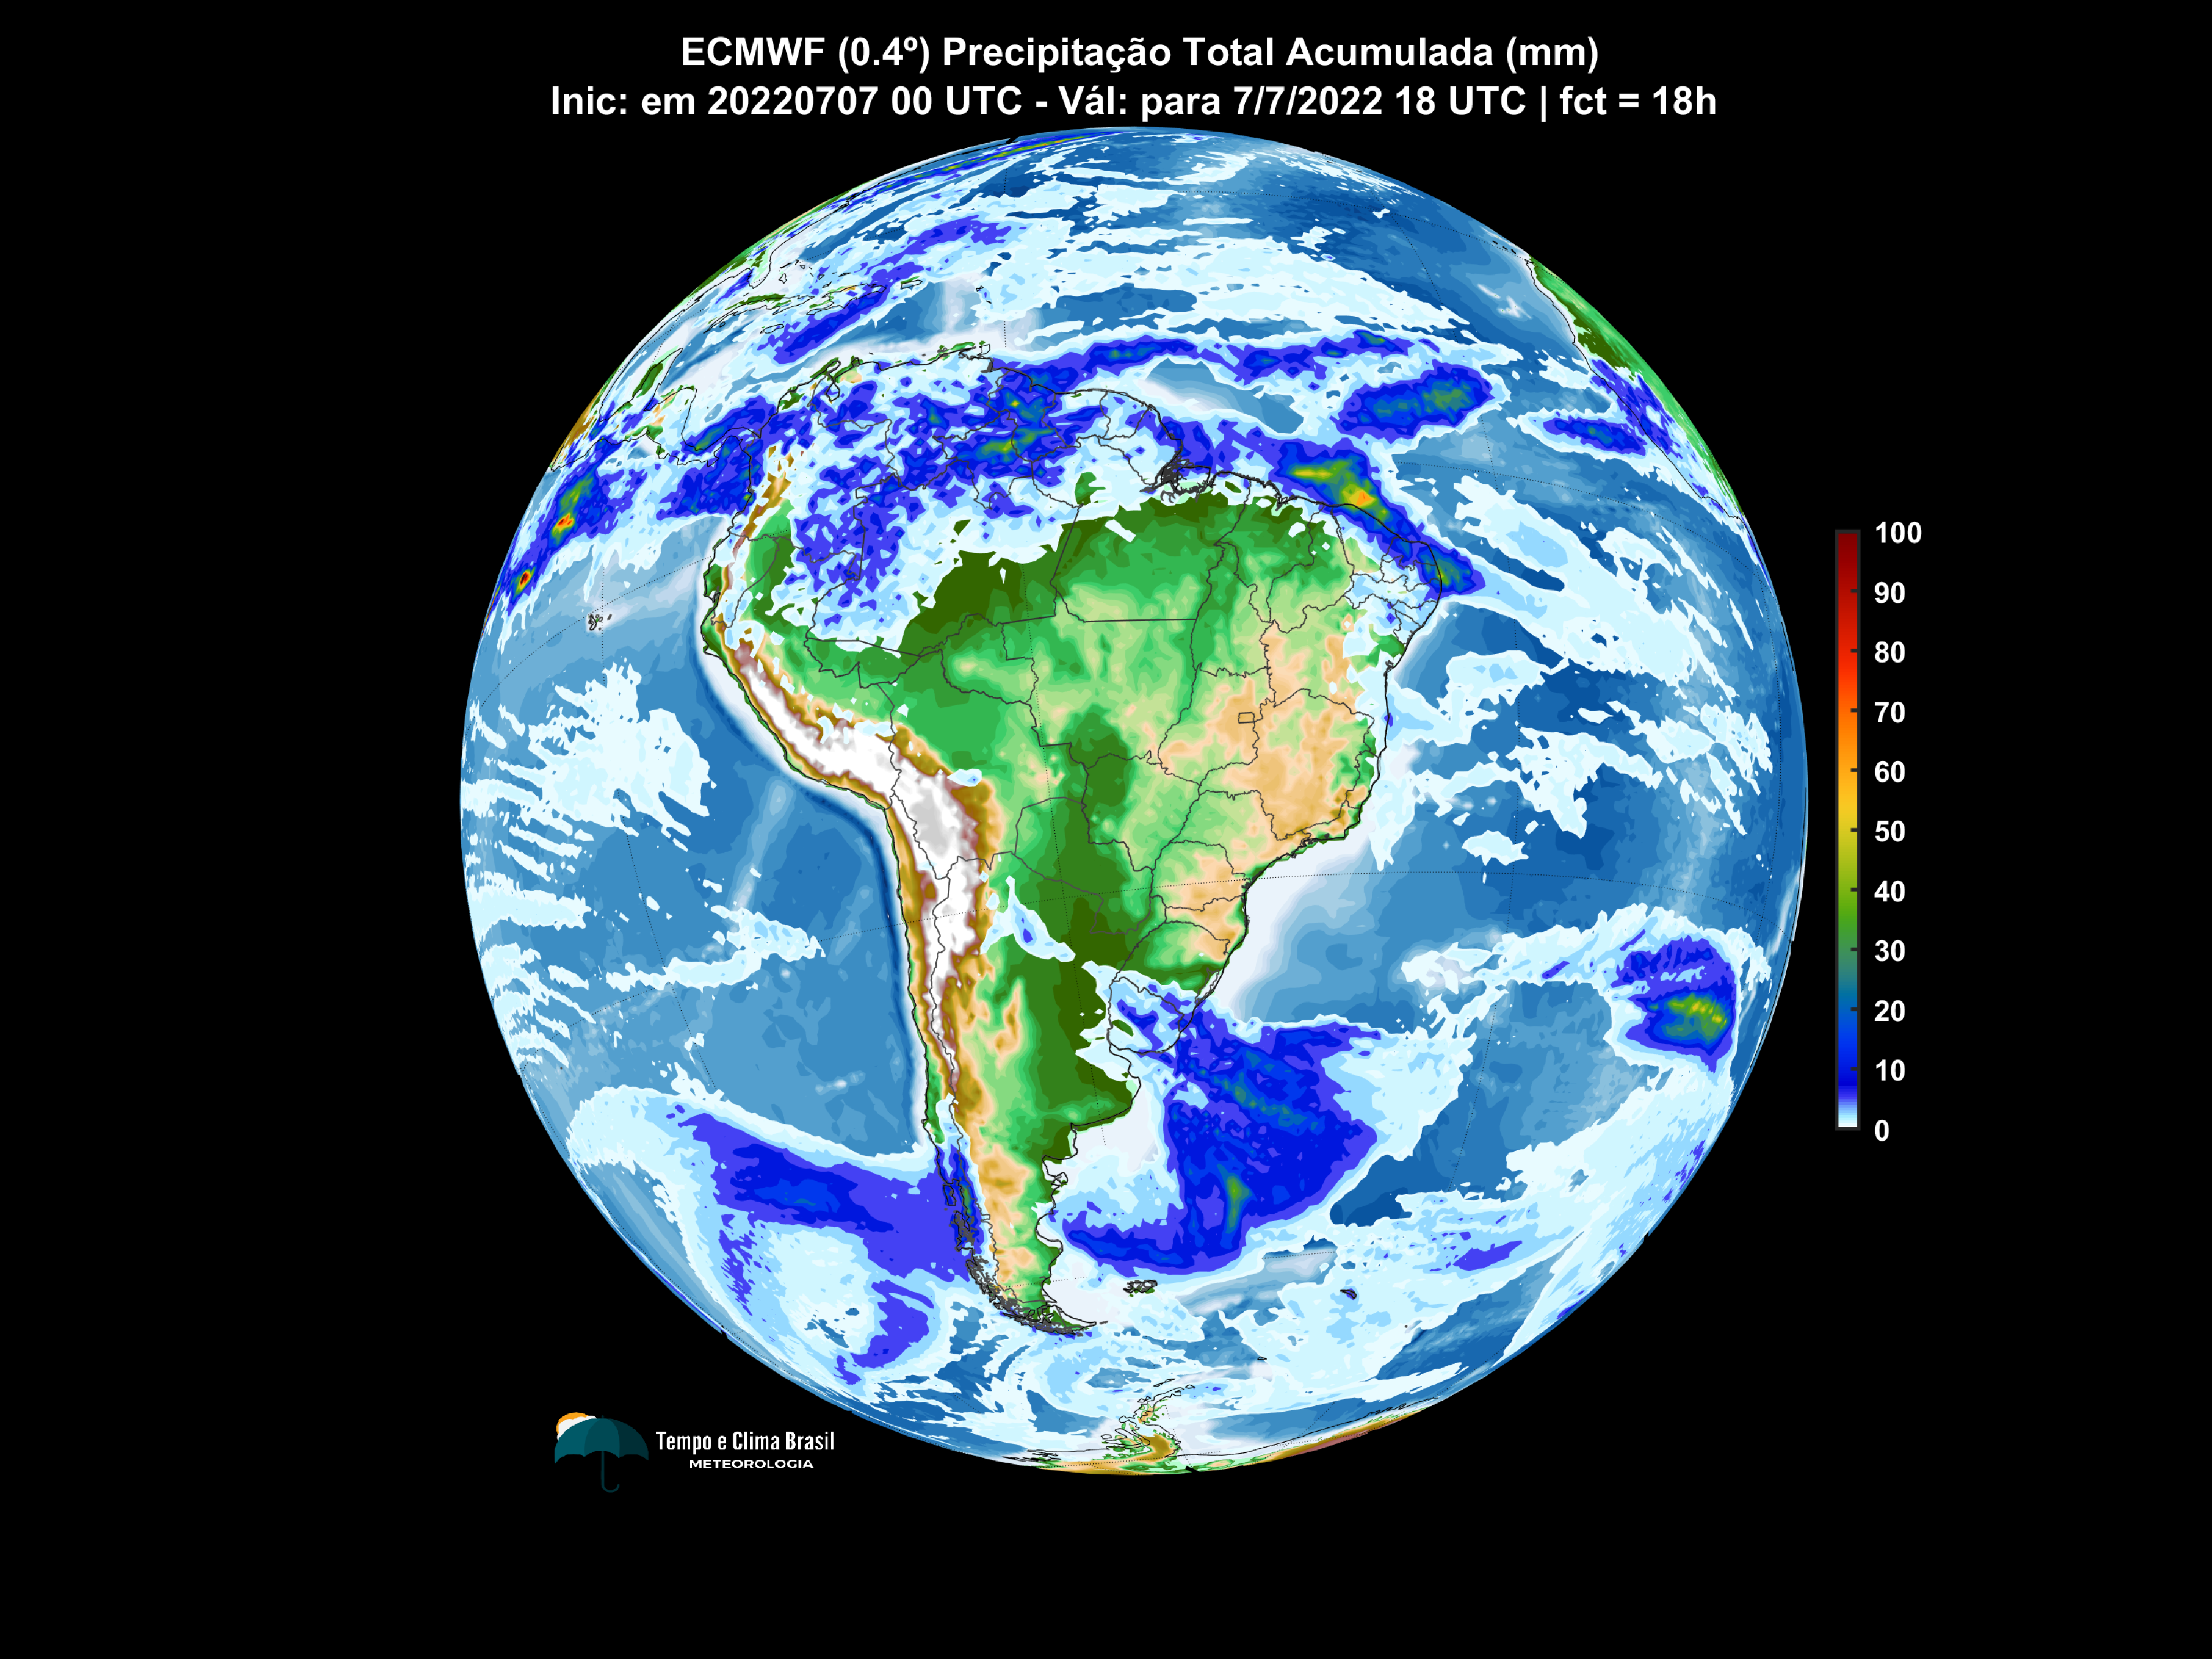 ECMWF (0.4º) Precipitação Total Acumulada (mm)
Inic: em 20220707 00 UTC - Vál: para 7/7/2022 18 UTC | fct = 18h
100
90
80
70
60
50
40
30
20
10
0
Tempo e Clima Brasil
METEOROLOGIA